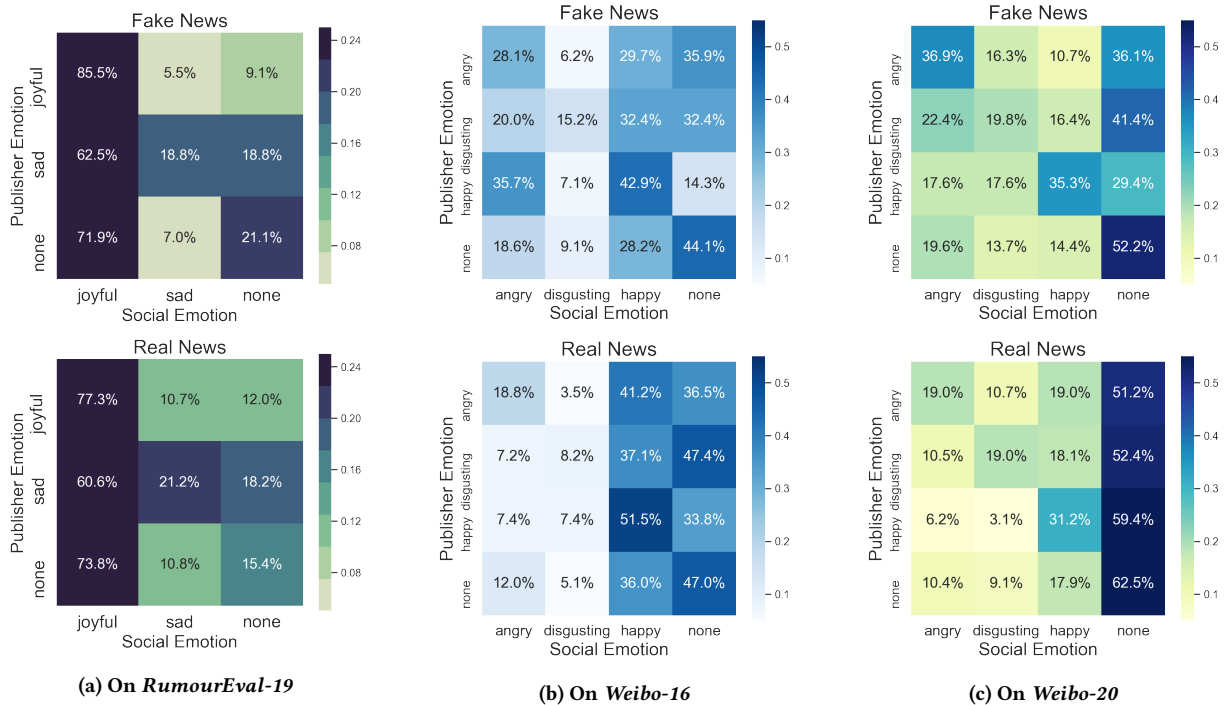 Fake News
Publisher Emotion
joyful
sad
none
85.5% 5.5% 9.1%
62.5% 18.8% 18.8%
71.9% 7.0% 21.1%
joyful sad none
Social Emotion
0.24
0.20
0.16
0.12
0.08
Real News
Publisher Emotion
joyful
sad
none
77.3% 10.7% 12.0%
60.6% 21.2% 18.2%
73.8% 10.8% 15.4%
joyful sad none
Social Emotion
0.24
0.20
0.16
0.12
0.08
(a) On RumourEval-19
Fake News
Publisher Emotion
angry
disgusting
happy
none
28.1% 6.2% 29.7% 35.9%
20.0% 15.2% 32.4% 32.4%
35.7% 7.1% 42.9% 14.3%
18.6% 9.1% 28.2% 44.1%
angry disgusting happy none
Social Emotion
0.5
0.4
0.3
0.2
0.1
Real News
Publisher Emotion
angry
disgusting
happy
none
18.8% 3.5% 41.2% 36.5%
7.2% 8.2% 37.1% 47.4%
7.4% 7.4% 51.5% 33.8%
12.0% 5.1% 36.0% 47.0%
angry disgusting happy none
Social Emotion
0.5
0.4
0.3
0.2
0.1
(b) On Weibo-16
Fake News
Publisher Emotion
angry
disgusting
happy
none
36.9% 16.3% 10.7% 36.1%
22.4% 19.8% 16.4% 41.4%
17.6% 17.6% 35.3% 29.4%
19.6% 13.7% 14.4% 52.2%
angry disgusting happy none
Social Emotion
0.5
0.4
0.3
0.2
0.1
Real News
Publisher Emotion
angry
disgusting
happy
none
19.0% 10.7% 19.0% 51.2%
10.5% 19.0% 18.1% 52.4%
6.2% 3.1% 31.2% 59.4%
10.4% 9.1% 17.9% 62.5%
angry disgusting happy none
Social Emotion
0.5
0.4
0.3
0.2
0.1
(c) On Weibo-20